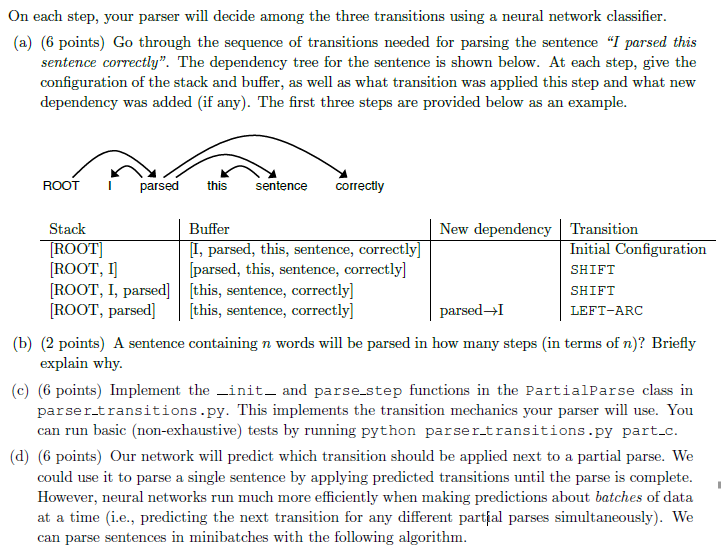 On each step, your parser will decide among the three transitions using a neural network classifier.
(a) (6 points) Go through the sequence of transitions needed for parsing the sentence "I parsed this
sentence correctly". The dependency tree for the sentence is shown below. At each step, give the
configuration of the stack and buffer, as well as what transition was applied this step and what new
dependency was added (if any). The first three steps are provided below as an example.
ROOT I parsed this sentence correctly
Stack Buffer New dependency Transition
[ROOT] [I, parsed, this, sentence, correctly] Initial Configuration
[ROOT, I] [parsed, this, sentence, correctly] SHIFT
[ROOT, I, parsed] [this, sentence, correctly] SHIFT
[ROOT, parsed] [this, sentence, correctly] parsed→I LEFT-ARC
(b) (2 points) A sentence containing n words will be parsed in how many steps (in terms of n)? Briefly
explain why.
(c) (6 points) Implement the __init__ and parse_step functions in the PartialParse class in
parser_transitions.py. This implements the transition mechanics your parser will use. You
can run basic (non-exhaustive) tests by running python parser_transitions.py part_c.
(d) (6 points) Our network will predict which transition should be applied next to a partial parse. We
could use it to parse a single sentence by applying predicted transitions until the parse is complete.
However, neural networks run much more efficiently when making predictions about batches of data
at a time (i.e., predicting the next transition for any different partial parses simultaneously). We
can parse sentences in minibatches with the following algorithm.